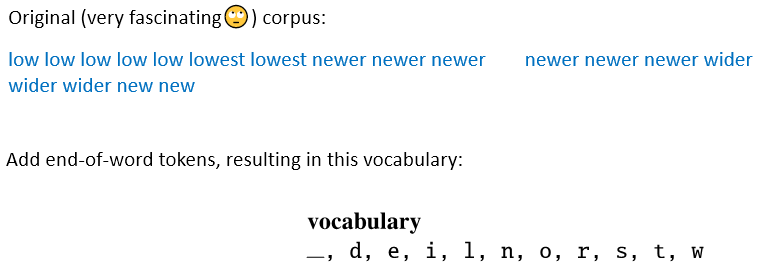 Original (very fascinating🙄) corpus:
low low low low low lowest lowest newer newer newer newer newer newer wider
wider wider new new
Add end-of-word tokens, resulting in this vocabulary:
vocabulary
_, d, e, i, l, n, o, r, s, t, w